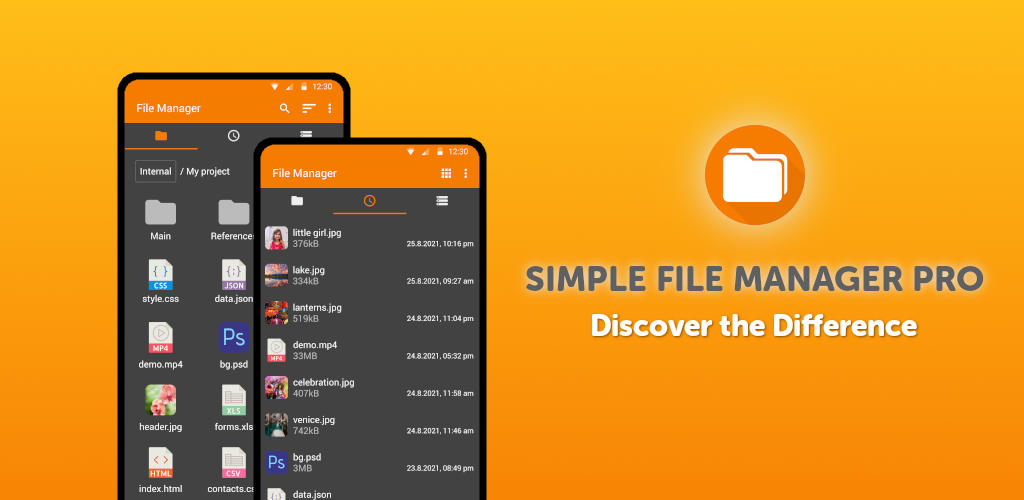 12:30
File Manager
Internal / My project
Main
References
{ }
CSS
style.css
{;}
JSON
data.json
MP4
demo.mp4
Ps
bg.psd
header.jpg
XLS
forms.xls
<>
HTML
index.html
CSV
contacts.cs
12:30
File Manager
little girl.jpg
376kB
25.8.2021, 10:16 pm
lake.jpg
334kB
25.8.2021, 09:27 am
lanterns.jpg
519kB
24.8.2021, 11:04 pm
MP4
demo.mp4
33MB
24.8.2021, 05:32 pm
celebration.jpg
407kB
24.8.2021, 11:58 am
venice.jpg
742kB
24.8.2021, 11:46 am
Ps
bg.psd
3MB
23.8.2021, 08:49 pm
data.json
SIMPLE FILE MANAGER PRO
Discover the Difference